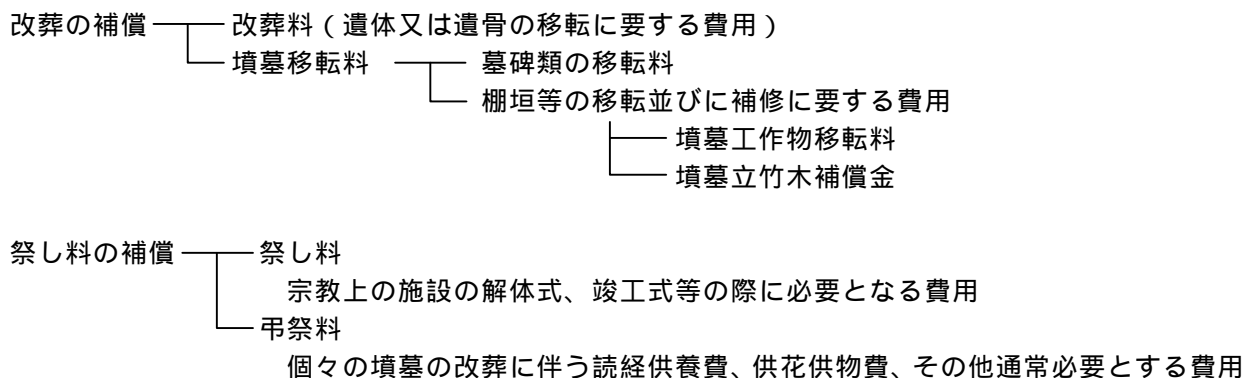 改葬の補償 改葬料（遺体又は遺骨の移転に要する費用）
墳墓移転料 墓碑類の移転料
棚垣等の移転並びに補修に要する費用
墳墓工作物移転料
墳墓立竹木補償金
祭し料の補償 祭し料
宗教上の施設の解体式、竣工式等の際に必要となる費用
弔祭料
個々の墳墓の改葬に伴う読経供養費、供花供物費、その他通常必要とする費用